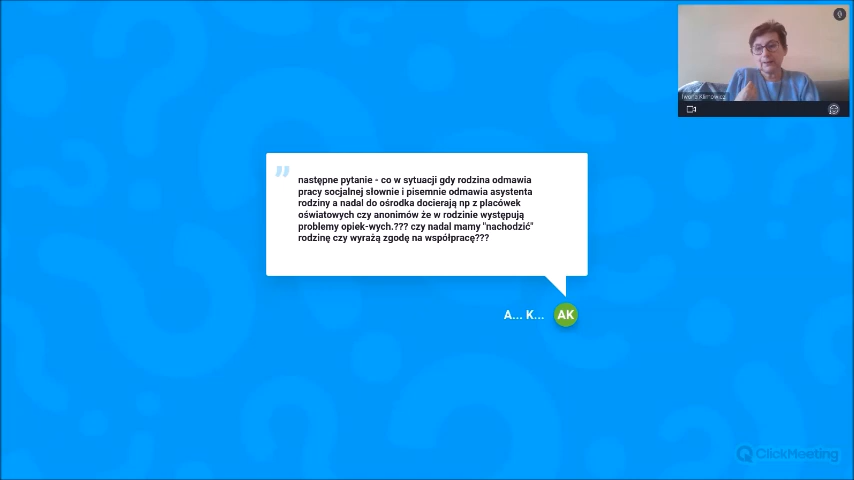 Iwona Klimowicz
„
następne pytanie - co w sytuacji gdy rodzina odmawia
pracy socjalnej słownie i pisemnie odmawia asystenta
rodziny a nadal do ośrodka docierają np z placówek
oświatowych czy anonimów że w rodzinie występują
problemy opiek-wych.??? czy nadal mamy "nachodzić"
rodzinę czy wyrażą zgodę na współpracę???
A... K... AK
ClickMeeting